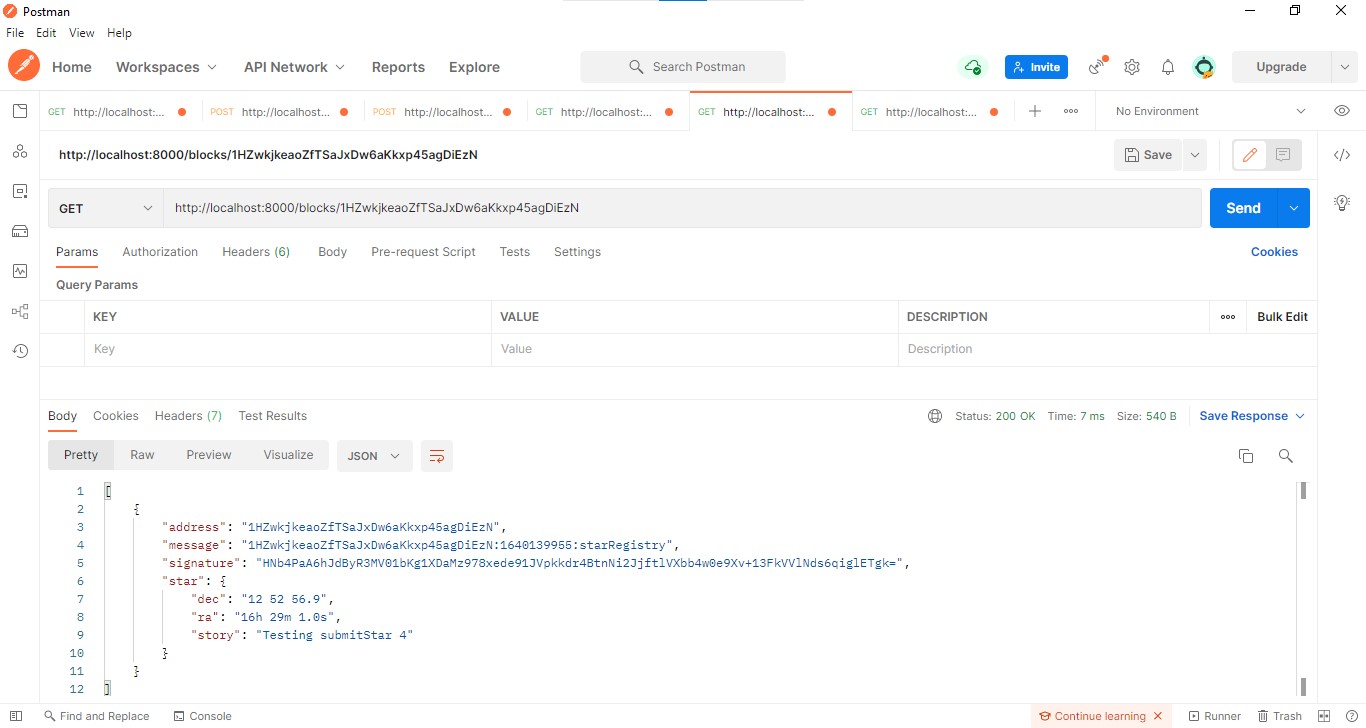 Postman
File Edit View Help
Home Workspaces API Network Reports Explore Search Postman Invite Upgrade
GET http://localhost:... POST http://localhost... POST http://localhost... GET http://localhost:... GET http://localhost:... GET http://localhost:... No Environment
http://localhost:8000/blocks/1HZwkjkeaoZfTSaJxDw6aKkxp45agDiEzN Save
GET http://localhost:8000/blocks/1HZwkjkeaoZfTSaJxDw6aKkxp45agDiEzN Send
Params Authorization Headers (6) Body Pre-request Script Tests Settings Cookies
Query Params
KEY VALUE DESCRIPTION Bulk Edit
Key Value Description
Body Cookies Headers (7) Test Results Status: 200 OK Time: 7 ms Size: 540 B Save Response
Pretty Raw Preview Visualize JSON
1 [
2 {
3 "address": "1HZwkjkeaoZfTSaJxDw6aKkxp45agDiEzN",
4 "message": "1HZwkjkeaoZfTSaJxDw6aKkxp45agDiEzN:1640139955:starRegistry",
5 "signature": "HNb4PaA6hJdByR3MV01bKg1XDaMz978xede91JVpkkdr4BtnNi2JjftlVXbb4w0e9Xv+13FkVVlNds6qiglETgk=",
6 "star": {
7 "dec": "12 52 56.9",
8 "ra": "16h 29m 1.0s",
9 "story": "Testing submitStar 4"
10 }
11 }
12 ]
Find and Replace Console Continue learning Runner Trash